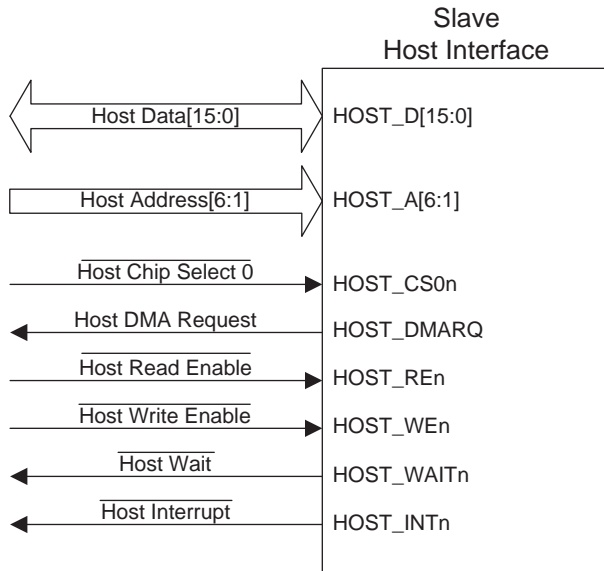 Slave
Host Interface
Host Data[15:0] HOST_D[15:0]
Host Address[6:1] HOST_A[6:1]
Host Chip Select 0 HOST_CS0n
Host DMA Request HOST_DMARQ
Host Read Enable HOST_REn
Host Write Enable HOST_WEn
Host Wait HOST_WAITn
Host Interrupt HOST_INTn